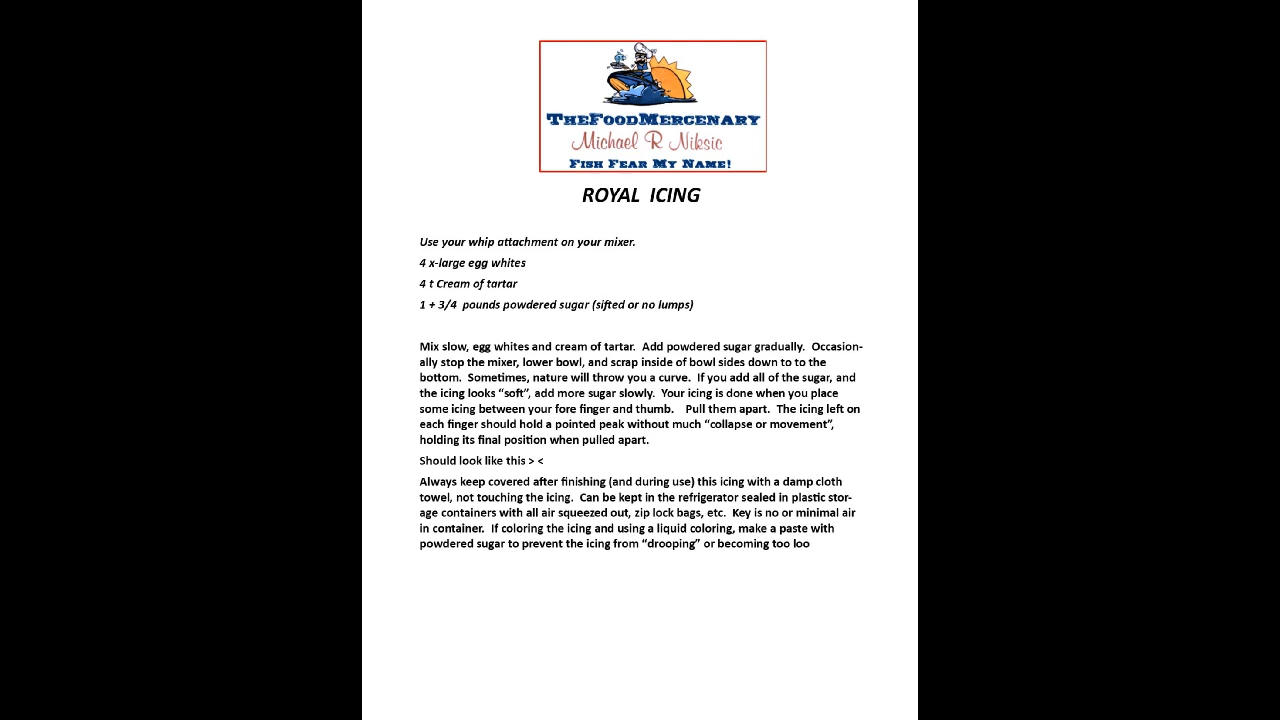 THEFOODMERCENARY
Michael R Niksic
FISH FEAR MY NAME!
ROYAL ICING
Use your whip attachment on your mixer.
4 x-large egg whites
4 t Cream of tartar
1 + 3/4 pounds powdered sugar (sifted or no lumps)
Mix slow, egg whites and cream of tartar. Add powdered sugar gradually. Occasion-
ally stop the mixer, lower bowl, and scrap inside of bowl sides down to to the
bottom. Sometimes, nature will throw you a curve. If you add all of the sugar, and
the icing looks “soft”, add more sugar slowly. Your icing is done when you place
some icing between your fore finger and thumb. Pull them apart. The icing left on
each finger should hold a pointed peak without much “collapse or movement”,
holding its final position when pulled apart.
Should look like this > <
Always keep covered after finishing (and during use) this icing with a damp cloth
towel, not touching the icing. Can be kept in the refrigerator sealed in plastic stor-
age containers with all air squeezed out, zip lock bags, etc. Key is no or minimal air
in container. If coloring the icing and using a liquid coloring, make a paste with
powdered sugar to prevent the icing from “drooping” or becoming too loo